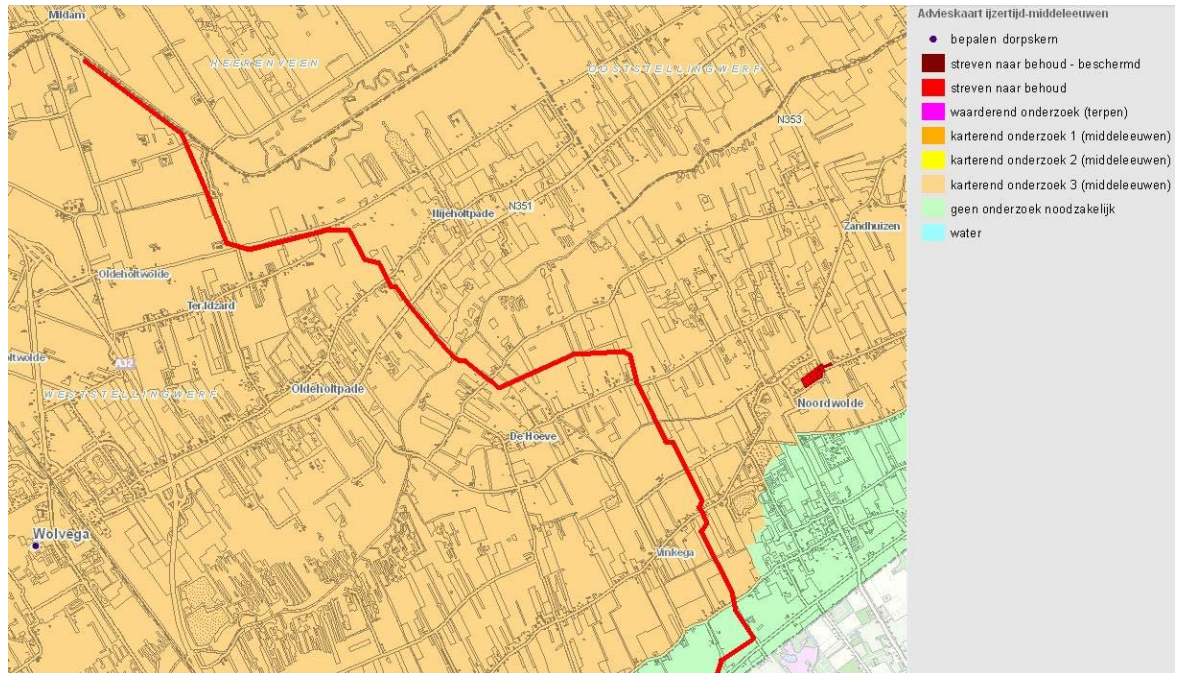 Mildam
HEERENVEEN
OOSTSTELLINGWERF
N353
Nijeholtpade
N351
Zandhuizen
Oldeholtwolde
Ter Idzard
oltwolde
A32
WESTSTELLINGWERF
Oldeholtpade
Noordwolde
De Hoeve
Wolvega
Vinkega
Advieskaart ijzertijd-middeleeuwen
bepalen dorpskern
streven naar behoud - beschermd
streven naar behoud
waarderend onderzoek (terpen)
karterend onderzoek 1 (middeleeuwen)
karterend onderzoek 2 (middeleeuwen)
karterend onderzoek 3 (middeleeuwen)
geen onderzoek noodzakelijk
water